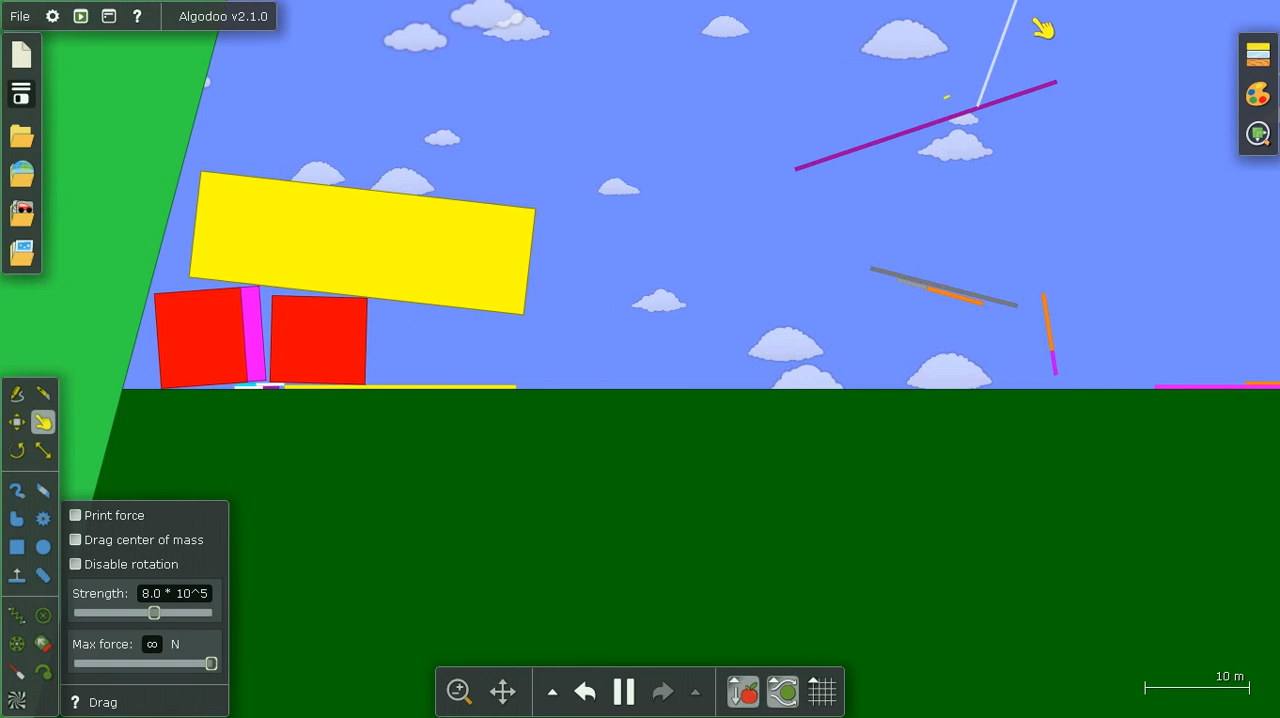 File ? Algodoo v2.1.0
Print force
Drag center of mass
Disable rotation
Strength: 8.0 * 10^5
Max force: ∞ N
? Drag
10 m